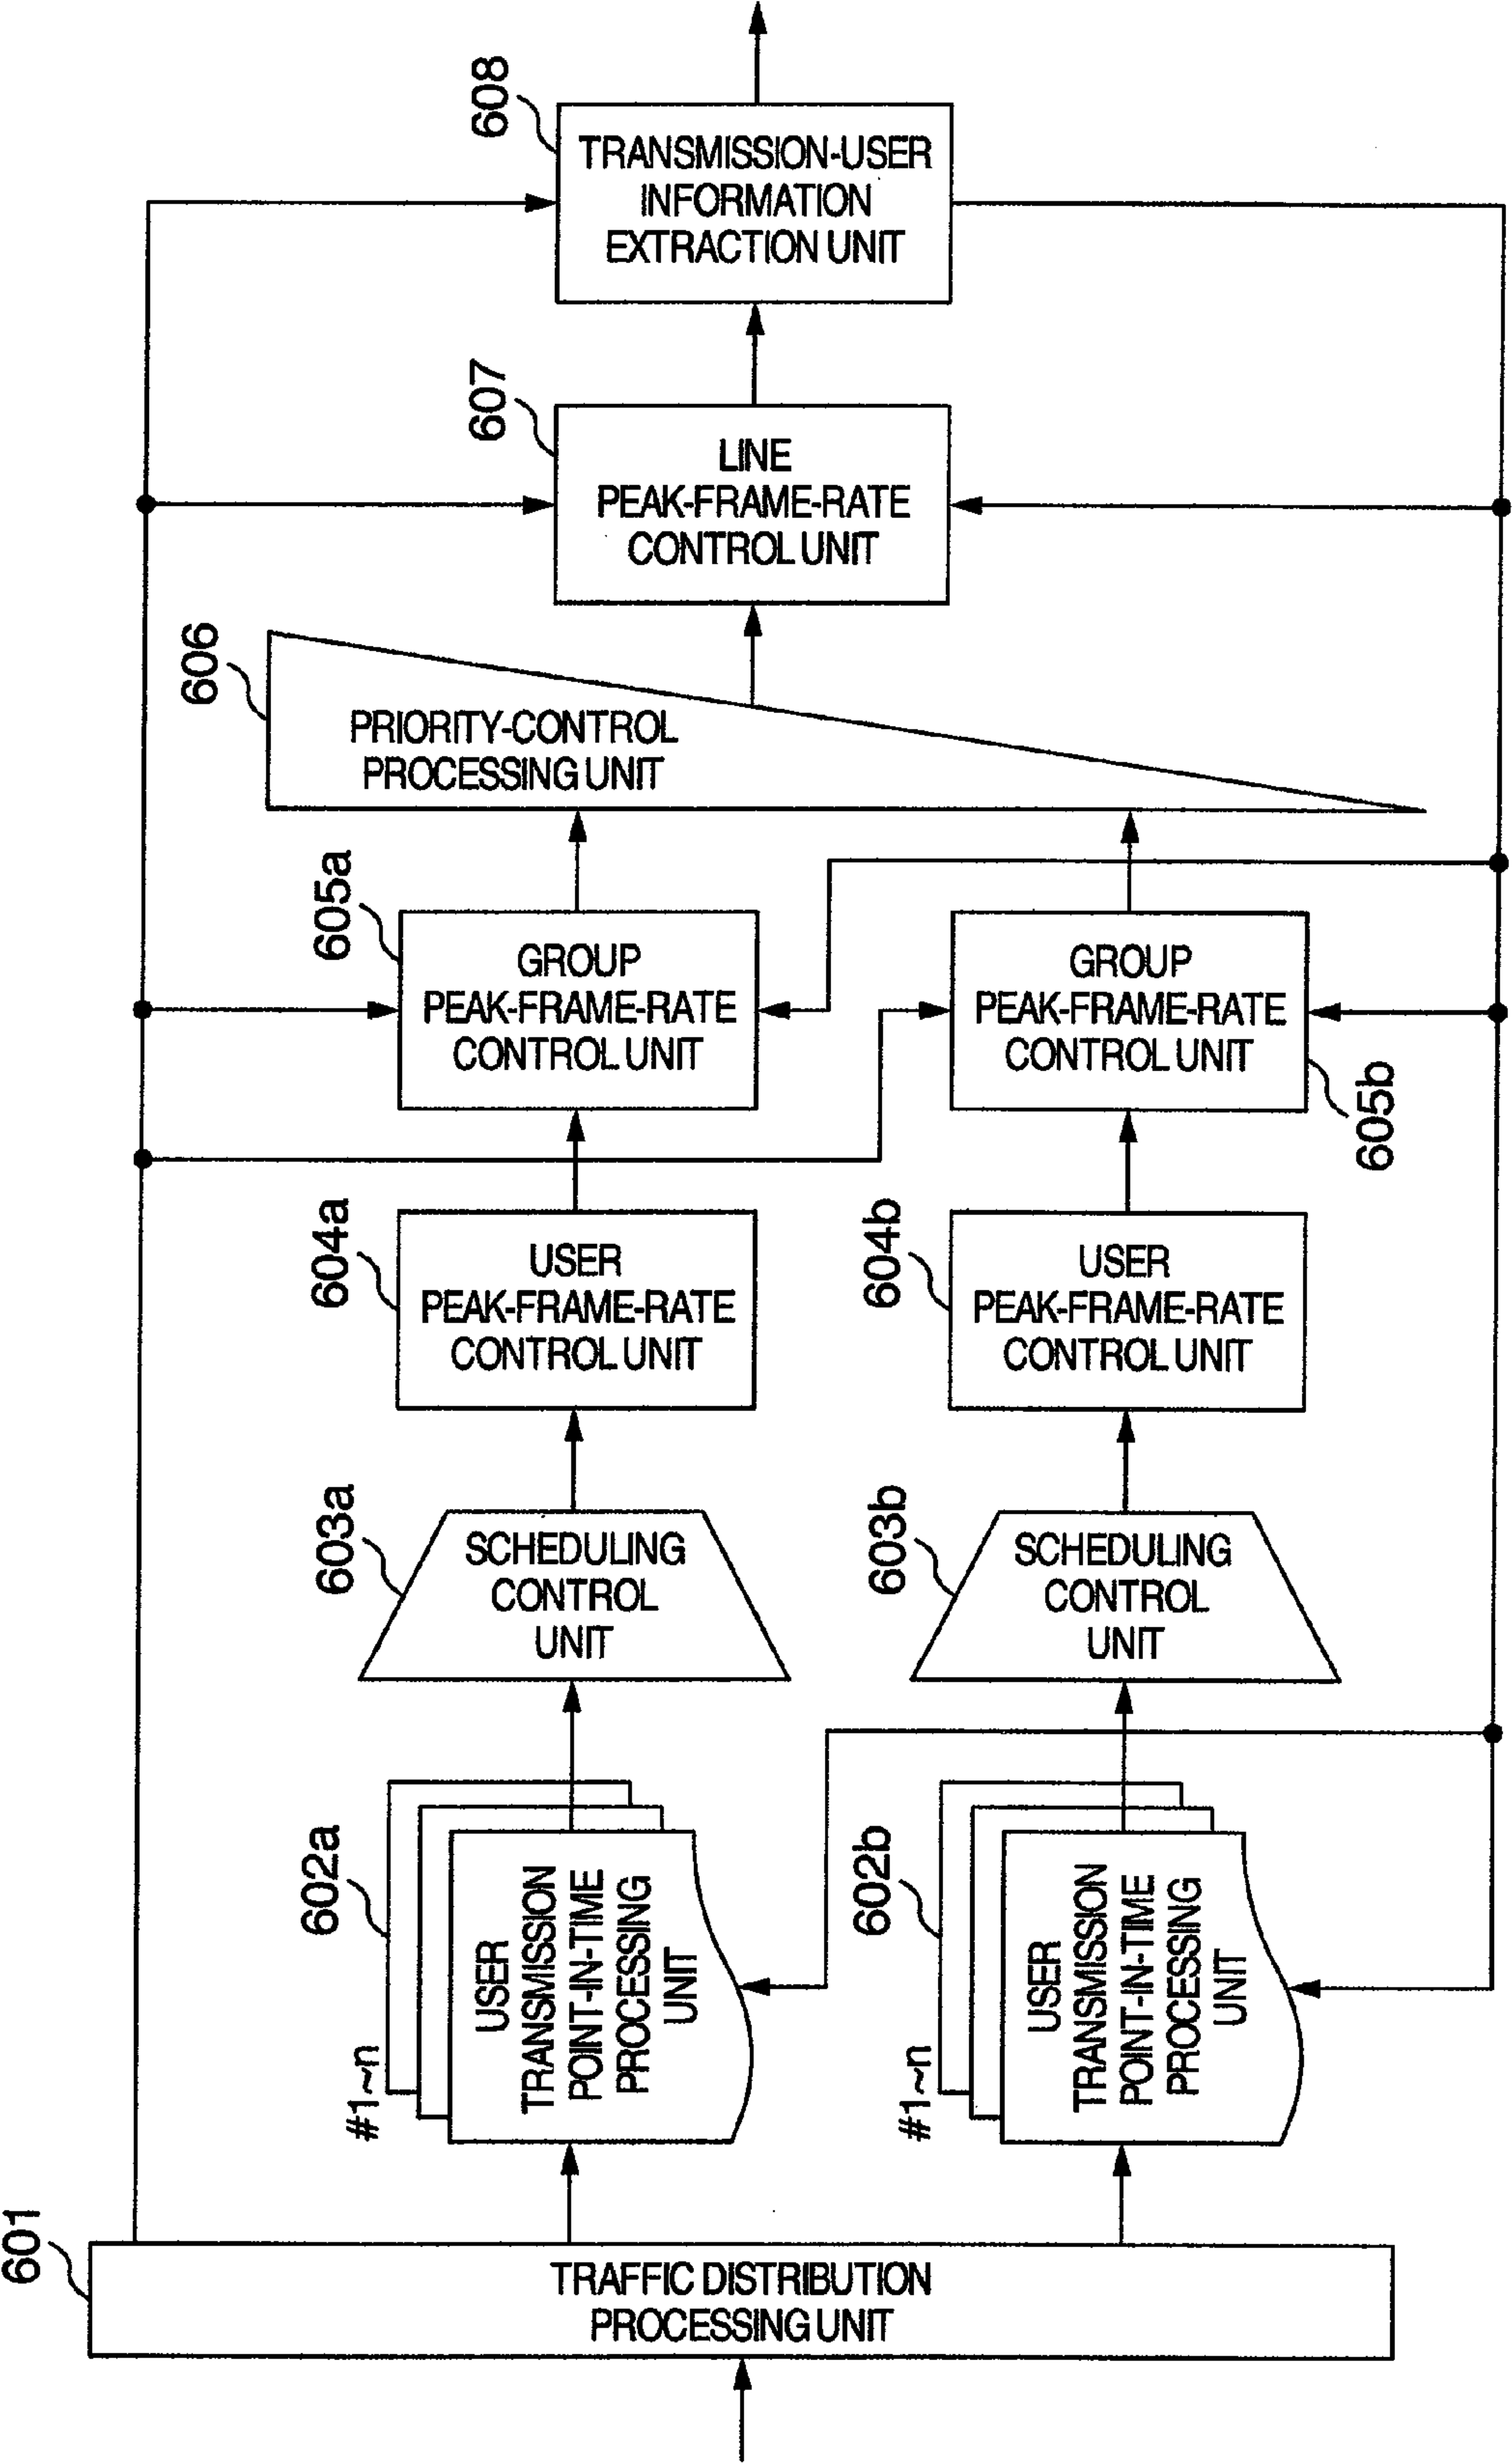 608
TRANSMISSION-USER
INFORMATION
EXTRACTION UNIT
607
LINE
PEAK-FRAME-RATE
CONTROL UNIT
606
PRIORITY-CONTROL
PROCESSING UNIT
605a
GROUP
PEAK-FRAME-RATE
CONTROL UNIT
GROUP
PEAK-FRAME-RATE
CONTROL UNIT
605b
604a
USER
PEAK-FRAME-RATE
CONTROL UNIT
604b
USER
PEAK-FRAME-RATE
CONTROL UNIT
603a
SCHEDULING
CONTROL
UNIT
603b
SCHEDULING
CONTROL
UNIT
602a
#1~n
USER
TRANSMISSION
POINT-IN-TIME
PROCESSING
UNIT
602b
#1~n
USER
TRANSMISSION
POINT-IN-TIME
PROCESSING
UNIT
601
TRAFFIC DISTRIBUTION
PROCESSING UNIT